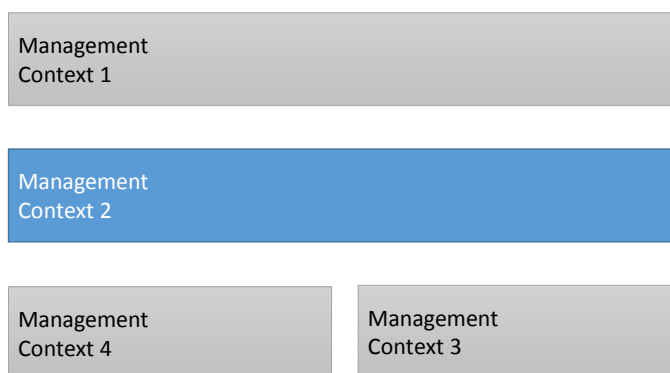 Management
Context 1
Management
Context 2
Management
Context 4
Management
Context 3